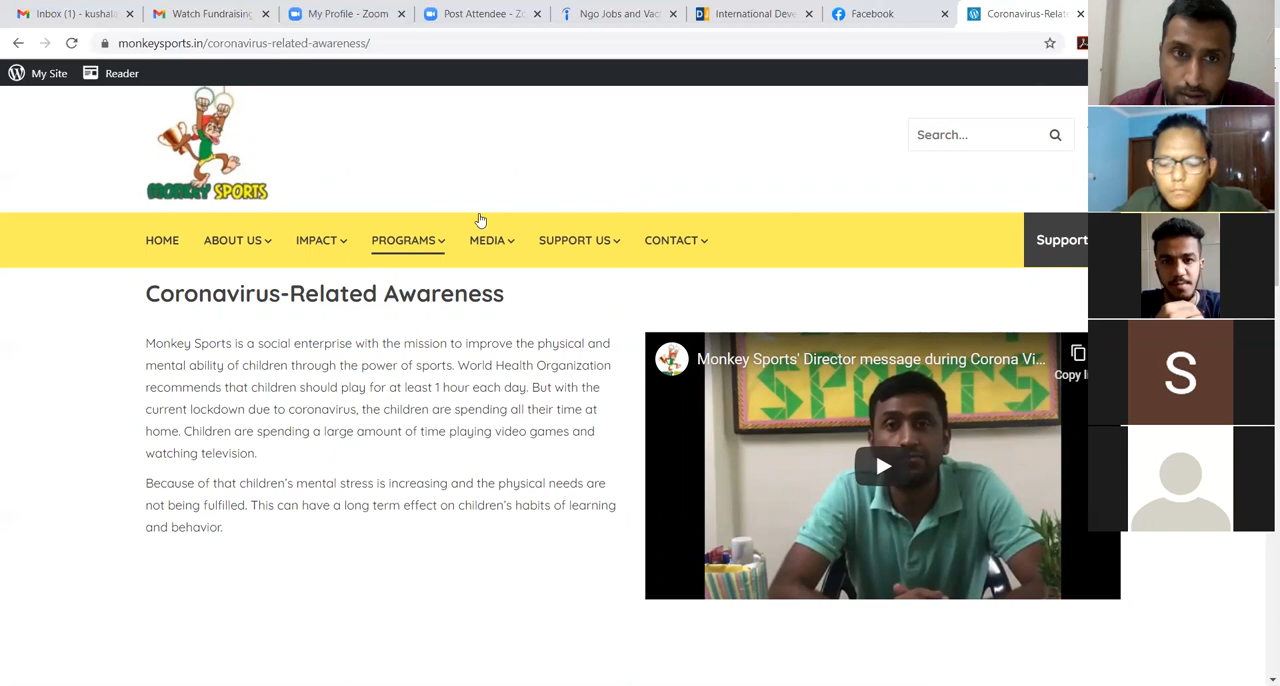 Inbox (1) - kushala
Watch Fundraising
My Profile - Zoom
Post Attendee - Zo
Ngo Jobs and Vac
International Deve
Facebook
Coronavirus-Relate
monkeysports.in/coronavirus-related-awareness/
My Site
Reader
MONKEY SPORTS
Search...
HOME
ABOUT US
IMPACT
PROGRAMS
MEDIA
SUPPORT US
CONTACT
Support
Coronavirus-Related Awareness
Monkey Sports is a social enterprise with the mission to improve the physical and
mental ability of children through the power of sports. World Health Organization
recommends that children should play for at least 1 hour each day. But with the
current lockdown due to coronavirus, the children are spending all their time at
home. Children are spending a large amount of time playing video games and
watching television.
Because of that children's mental stress is increasing and the physical needs are
not being fulfilled. This can have a long term effect on children's habits of learning
and behavior.
Monkey Sports' Director message during Corona Vi...
Copy li
SPORTS
S